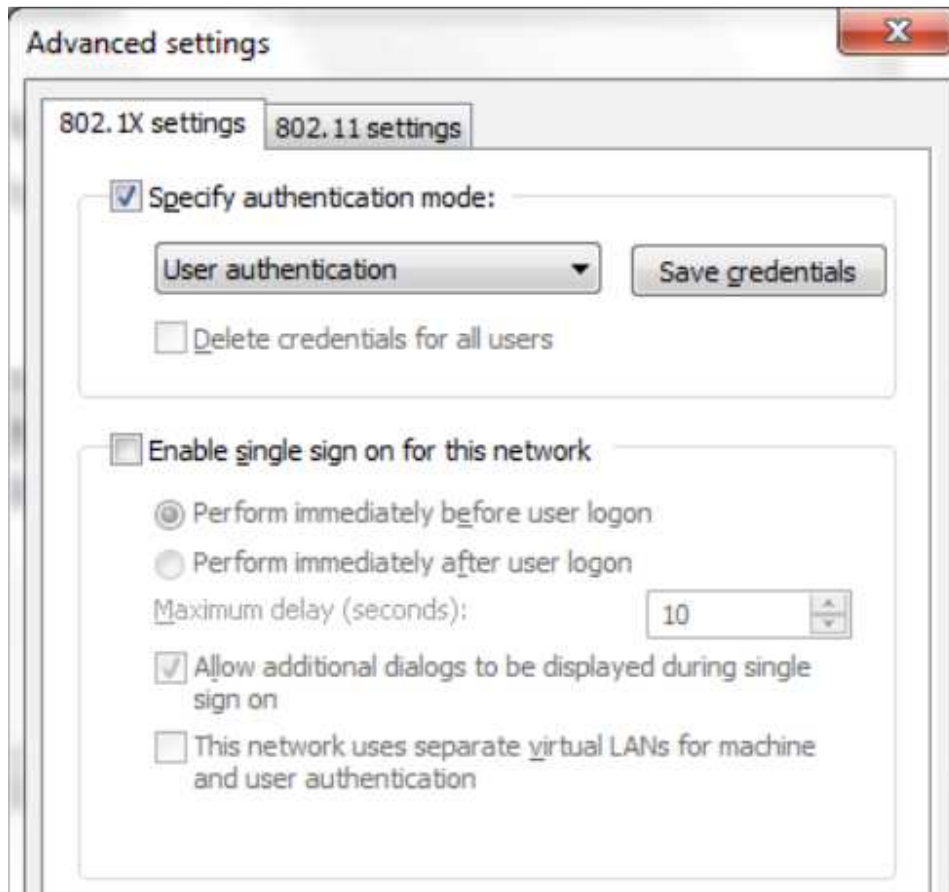 Advanced settings
802.1X settings
802.11 settings
Specify authentication mode:
User authentication
Save credentials
Delete credentials for all users
Enable single sign on for this network
Perform immediately before user logon
Perform immediately after user logon
Maximum delay (seconds):
10
Allow additional dialogs to be displayed during single
sign on
This network uses separate virtual LANs for machine
and user authentication